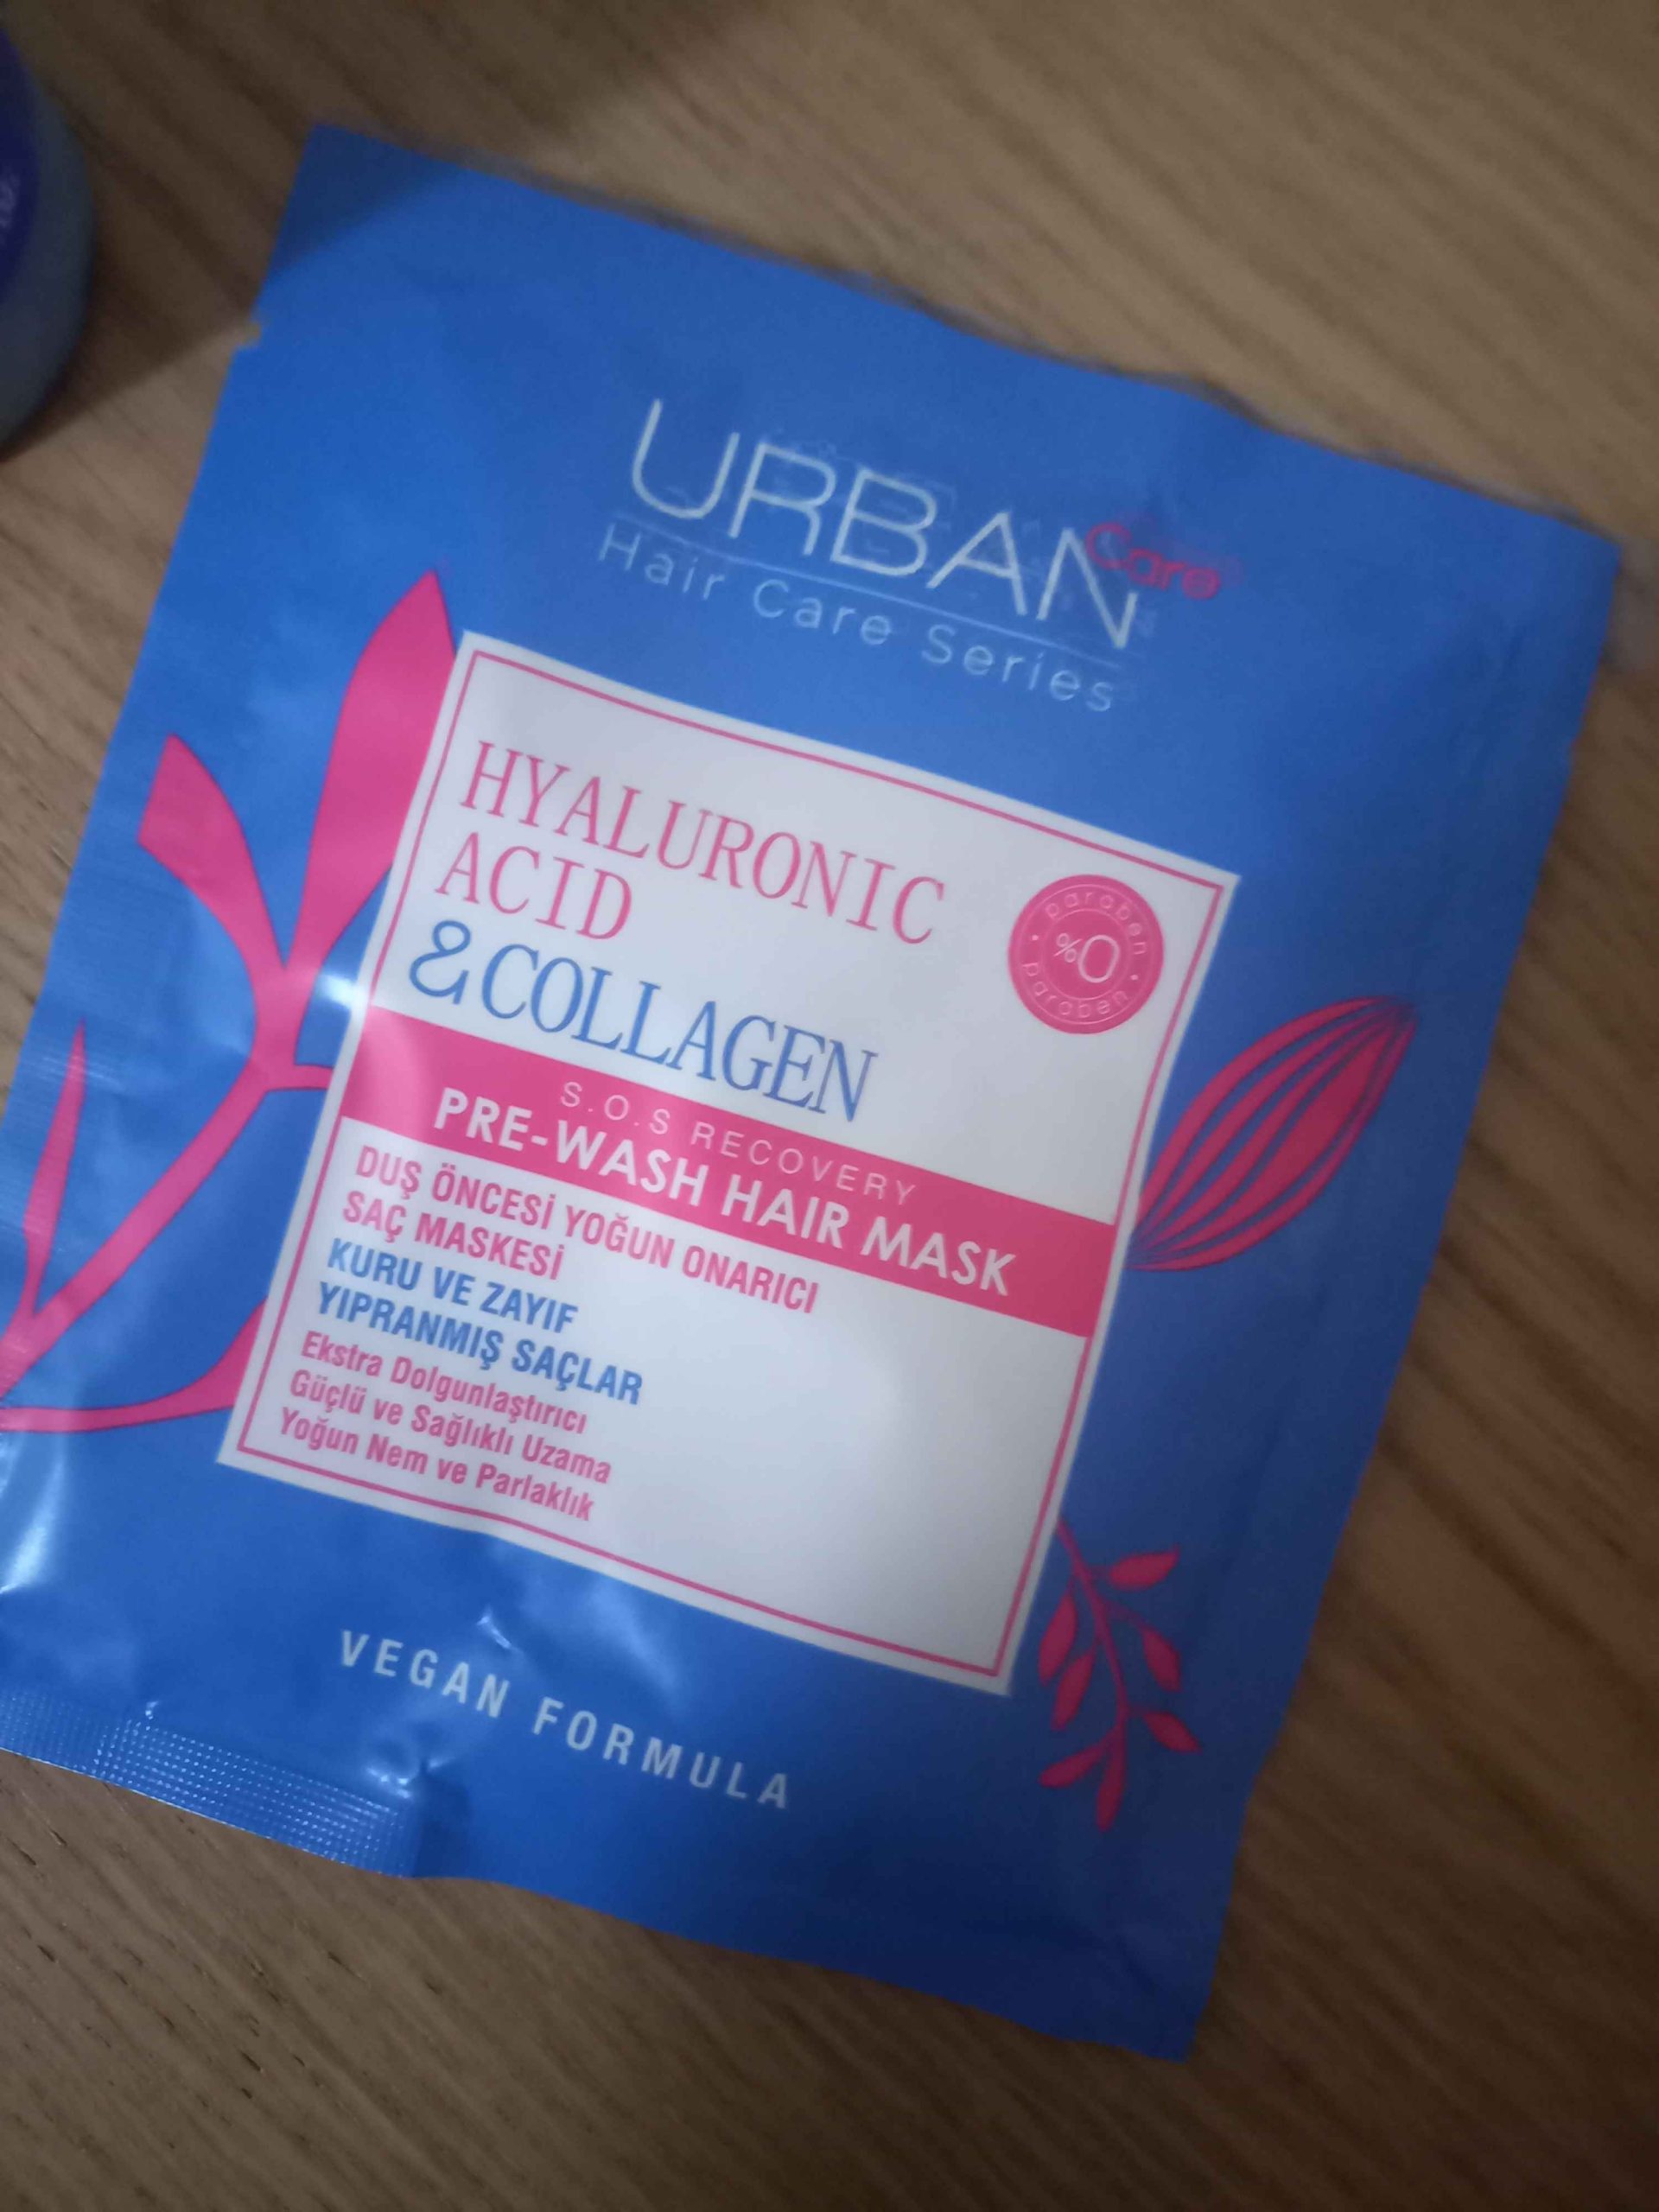 URBAN Care
Hair Care Series
HYALURONIC
ACID
& COLLAGEN
paraben
%0
paraben
S.O.S RECOVERY
PRE-WASH HAIR MASK
DUŞ ÖNCESİ YOĞUN ONARICI
SAÇ MASKESİ
KURU VE ZAYIF
YIPRANMIŞ SAÇLAR
Ekstra Dolgunlaştırıcı
Güçlü ve Sağlıklı Uzama
Yoğun Nem ve Parlaklık
VEGAN FORMULA